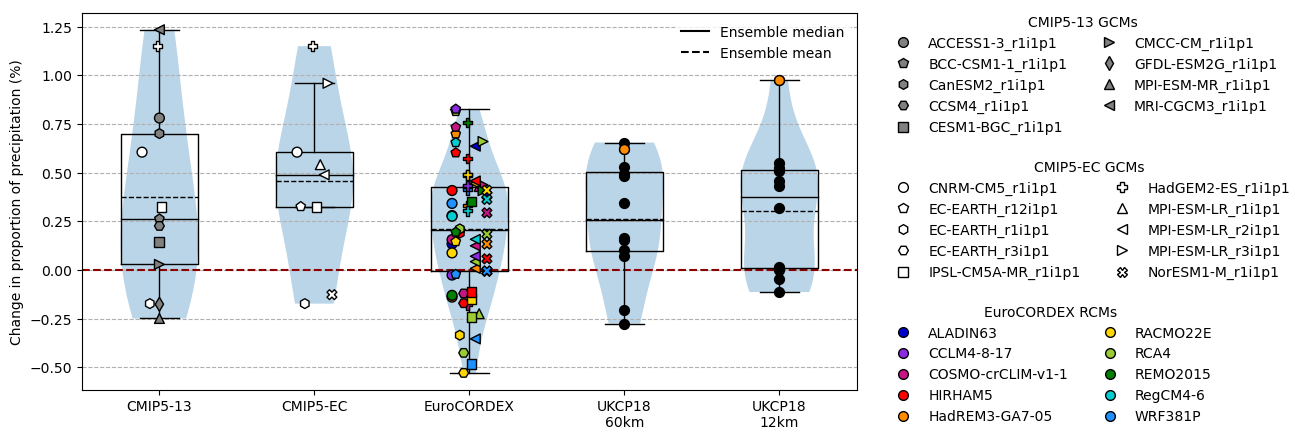 Change in proportion of precipitation (%)
1.25
1.00
0.75
0.50
0.25
0.00
−0.25
−0.50
Ensemble median
Ensemble mean
CMIP5-13
CMIP5-EC
EuroCORDEX
UKCP18
60km
UKCP18
12km
CMIP5-13 GCMs
ACCESS1-3_r1i1p1
BCC-CSM1-1_r1i1p1
CanESM2_r1i1p1
CCSM4_r1i1p1
CESM1-BGC_r1i1p1
CMCC-CM_r1i1p1
GFDL-ESM2G_r1i1p1
MPI-ESM-MR_r1i1p1
MRI-CGCM3_r1i1p1
CMIP5-EC GCMs
CNRM-CM5_r1i1p1
EC-EARTH_r12i1p1
EC-EARTH_r1i1p1
EC-EARTH_r3i1p1
IPSL-CM5A-MR_r1i1p1
HadGEM2-ES_r1i1p1
MPI-ESM-LR_r1i1p1
MPI-ESM-LR_r2i1p1
MPI-ESM-LR_r3i1p1
NorESM1-M_r1i1p1
EuroCORDEX RCMs
ALADIN63
CCLM4-8-17
COSMO-crCLIM-v1-1
HIRHAM5
HadREM3-GA7-05
RACMO22E
RCA4
REMO2015
RegCM4-6
WRF381P